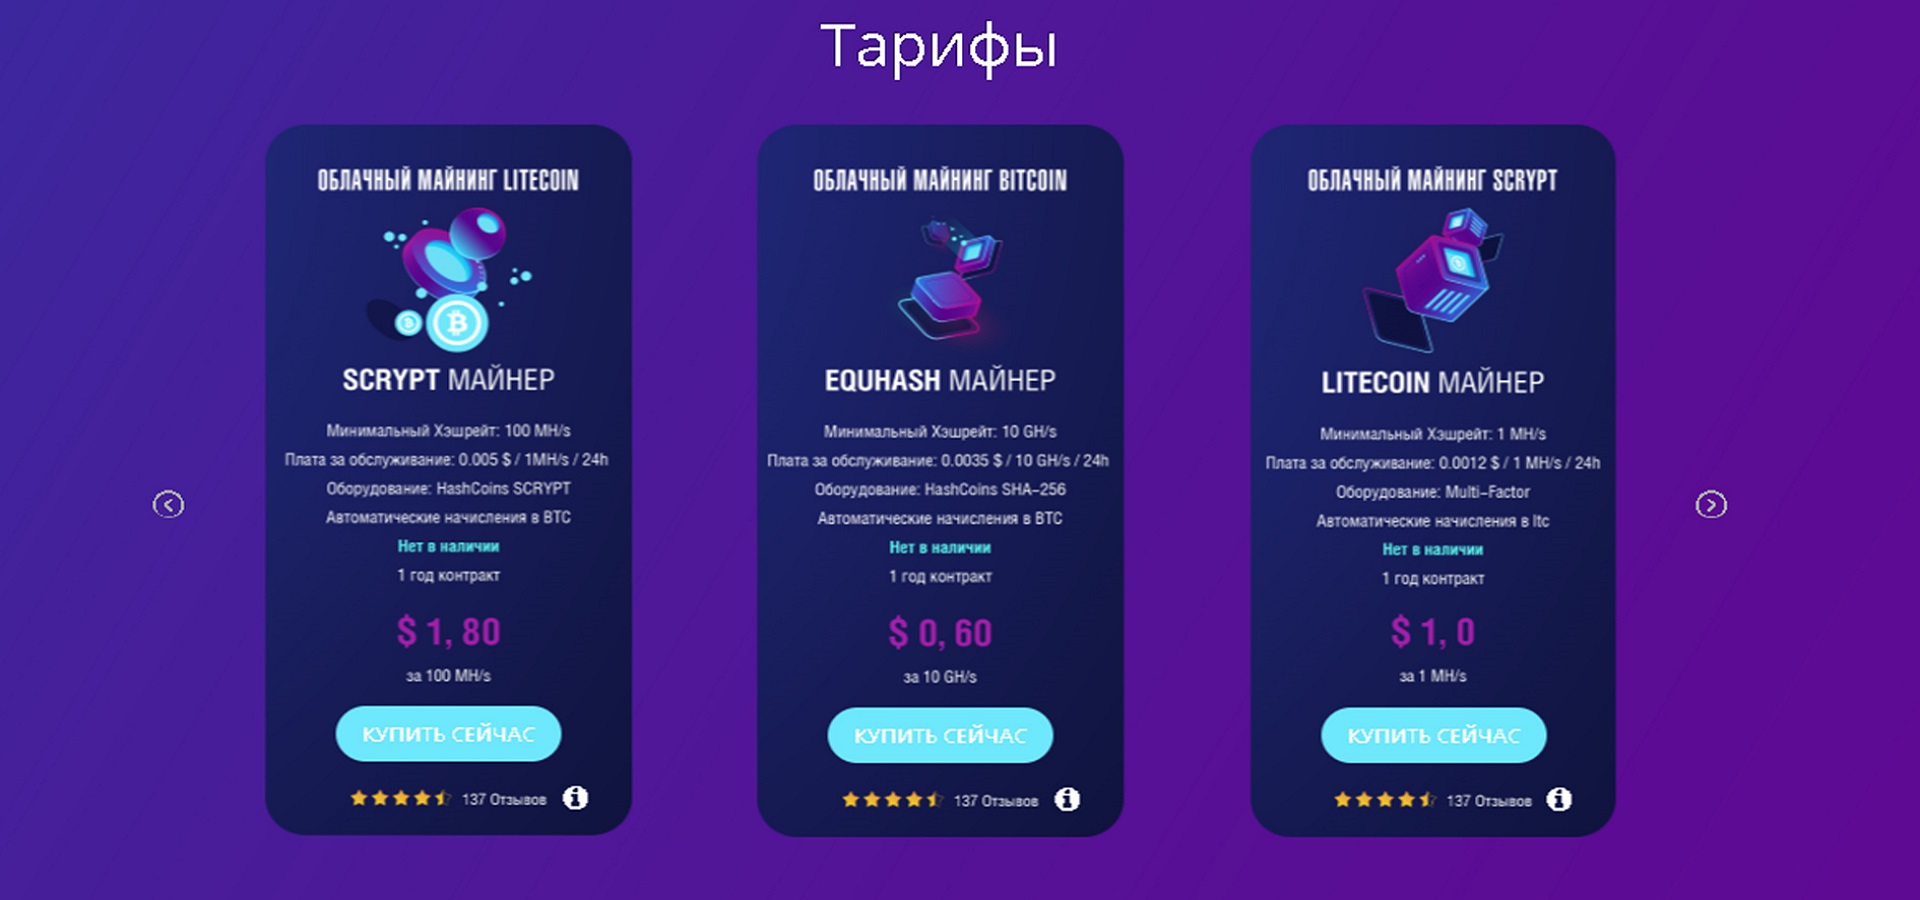 Тарифы
ОБЛАЧНЫЙ МАЙНИНГ LITECOIN
SCRYPT МАЙНЕР
Минимальный Хэшрейт: 100 MH/s
Плата за обслуживание: 0.005 $ / 1MH/s / 24h
Оборудование: HashCoins SCRYPT
Автоматические начисления в BTC
Нет в наличии
1 год контракт
$ 1, 80
за 100 MH/s
КУПИТЬ СЕЙЧАС
137 Отзывов
ОБЛАЧНЫЙ МАЙНИНГ BITCOIN
EQUHASH МАЙНЕР
Минимальный Хэшрейт: 10 GH/s
Плата за обслуживание: 0.0035 $ / 10 GH/s / 24h
Оборудование: HashCoins SHA-256
Автоматические начисления в BTC
Нет в наличии
1 год контракт
$ 0, 60
за 10 GH/s
КУПИТЬ СЕЙЧАС
137 Отзывов
ОБЛАЧНЫЙ МАЙНИНГ SCRYPT
LITECOIN МАЙНЕР
Минимальный Хэшрейт: 1 MH/s
Плата за обслуживание: 0.0012 $ / 1 MH/s / 24h
Оборудование: Multi-Factor
Автоматические начисления в ltc
Нет в наличии
1 год контракт
$ 1, 0
за 1 MH/s
КУПИТЬ СЕЙЧАС
137 Отзывов